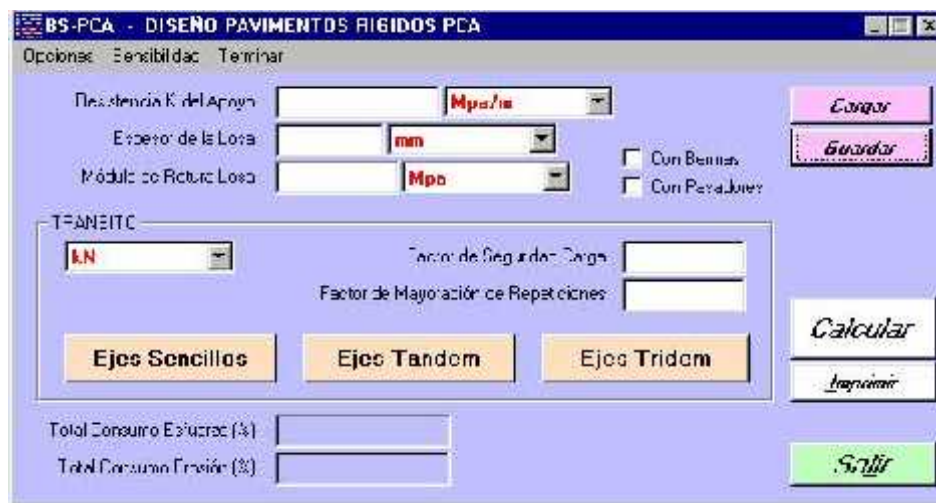 BS-PCA - DISEÑO PAVIMENTOS RIGIDOS PCA
Opciones Sensibilidad Terminar
Resistencia K del Apoyo
Mpa/m
Cargar
Espesor de la Losa
mm
Guardar
Con Bermas
Módulo de Rotura Losa
Mpa
Con Pasadores
TRANSITO
kN
Factor de Seguridad Carga
Factor de Mayoración de Repeticiones
Calcular
Ejes Sencillos
Ejes Tandem
Ejes Tridem
Imprimir
Total Consumo Esfuerzo (%)
Total Consumo Erosión (%)
Salir